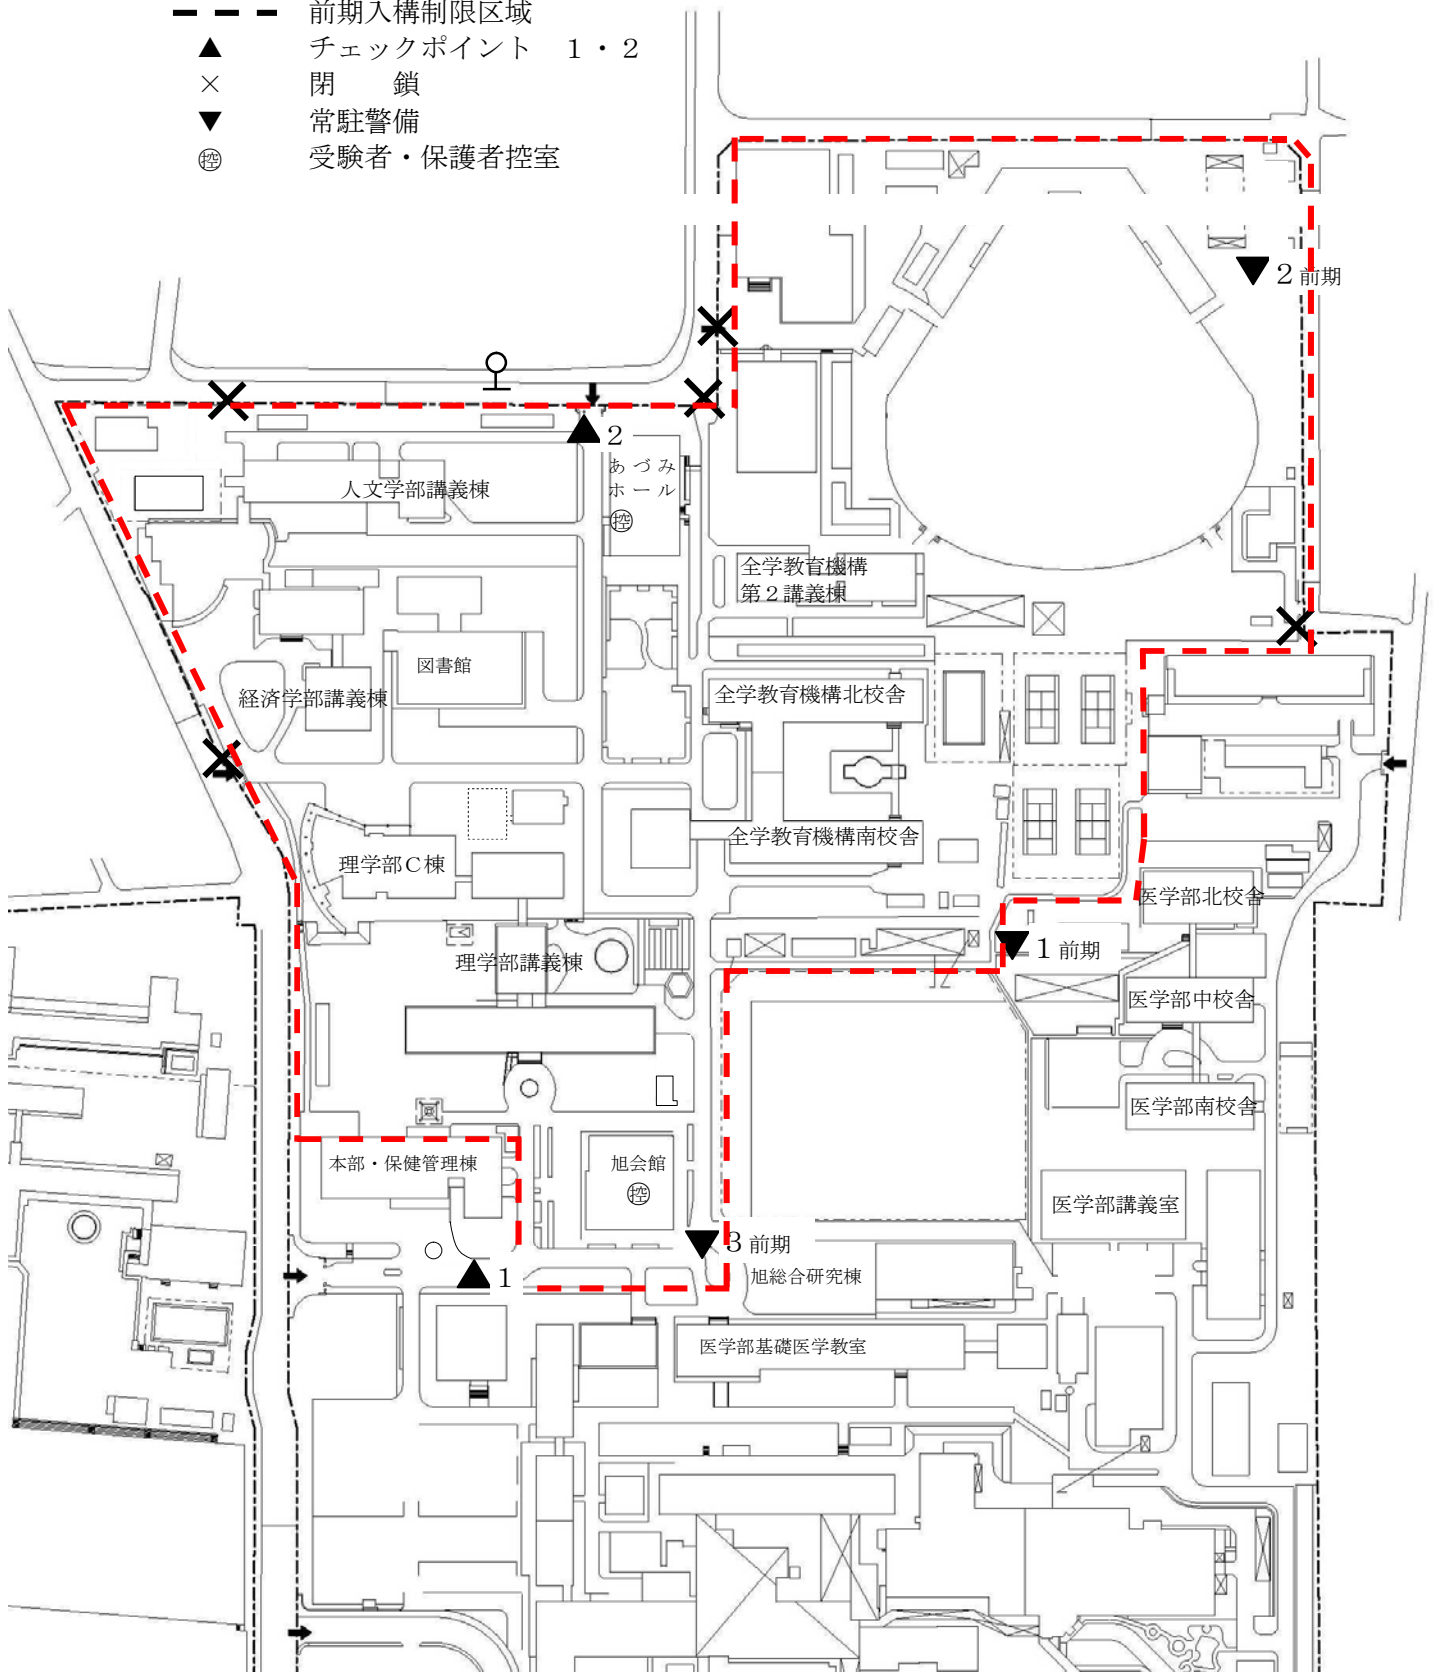 前期入構制限区域
▲ チェックポイント １・２
× 閉 鎖
▼ 常駐警備
㊕ 受験者・保護者控室
▼ 2 前期
▲ 2
あづみ
ホール
控
人文学部講義棟
全学教育機構
第２講義棟
図書館
経済学部講義棟
全学教育機構北校舎
全学教育機構南校舎
理学部Ｃ棟
医学部北校舎
▼ 1 前期
理学部講義棟
医学部中校舎
医学部南校舎
本部・保健管理棟
旭会館
控
医学部講義室
▼ 3 前期
▲ 1
旭総合研究棟
医学部基礎医学教室